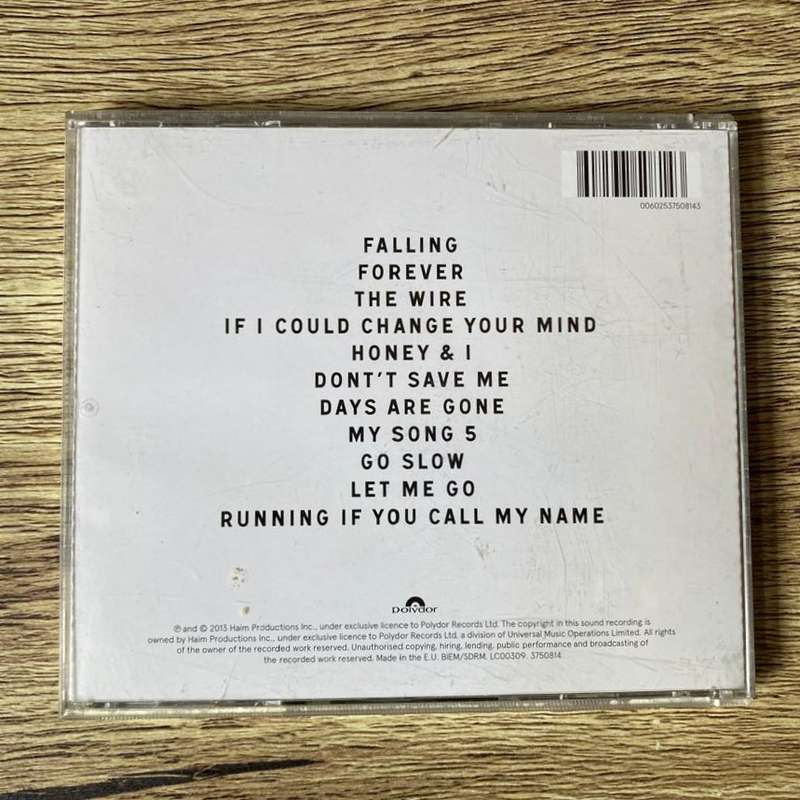 00602537508143
FALLING
FOREVER
THE WIRE
IF I COULD CHANGE YOUR MIND
HONEY & I
DON'T SAVE ME
DAYS ARE GONE
MY SONG 5
GO SLOW
LET ME GO
RUNNING IF YOU CALL MY NAME
polydor
℗ and © 2013 Haim Productions Inc., under exclusive licence to Polydor Records Ltd. The copyright in this sound recording is
owned by Haim Productions Inc., under exclusive licence to Polydor Records Ltd, a division of Universal Music Operations Limited. All rights
of the owner of the recorded work reserved. Unauthorised copying, hiring, lending, public performance and broadcasting of
the recorded work reserved. Made in the E.U. BIEM/SDRM. LC00309. 3750814